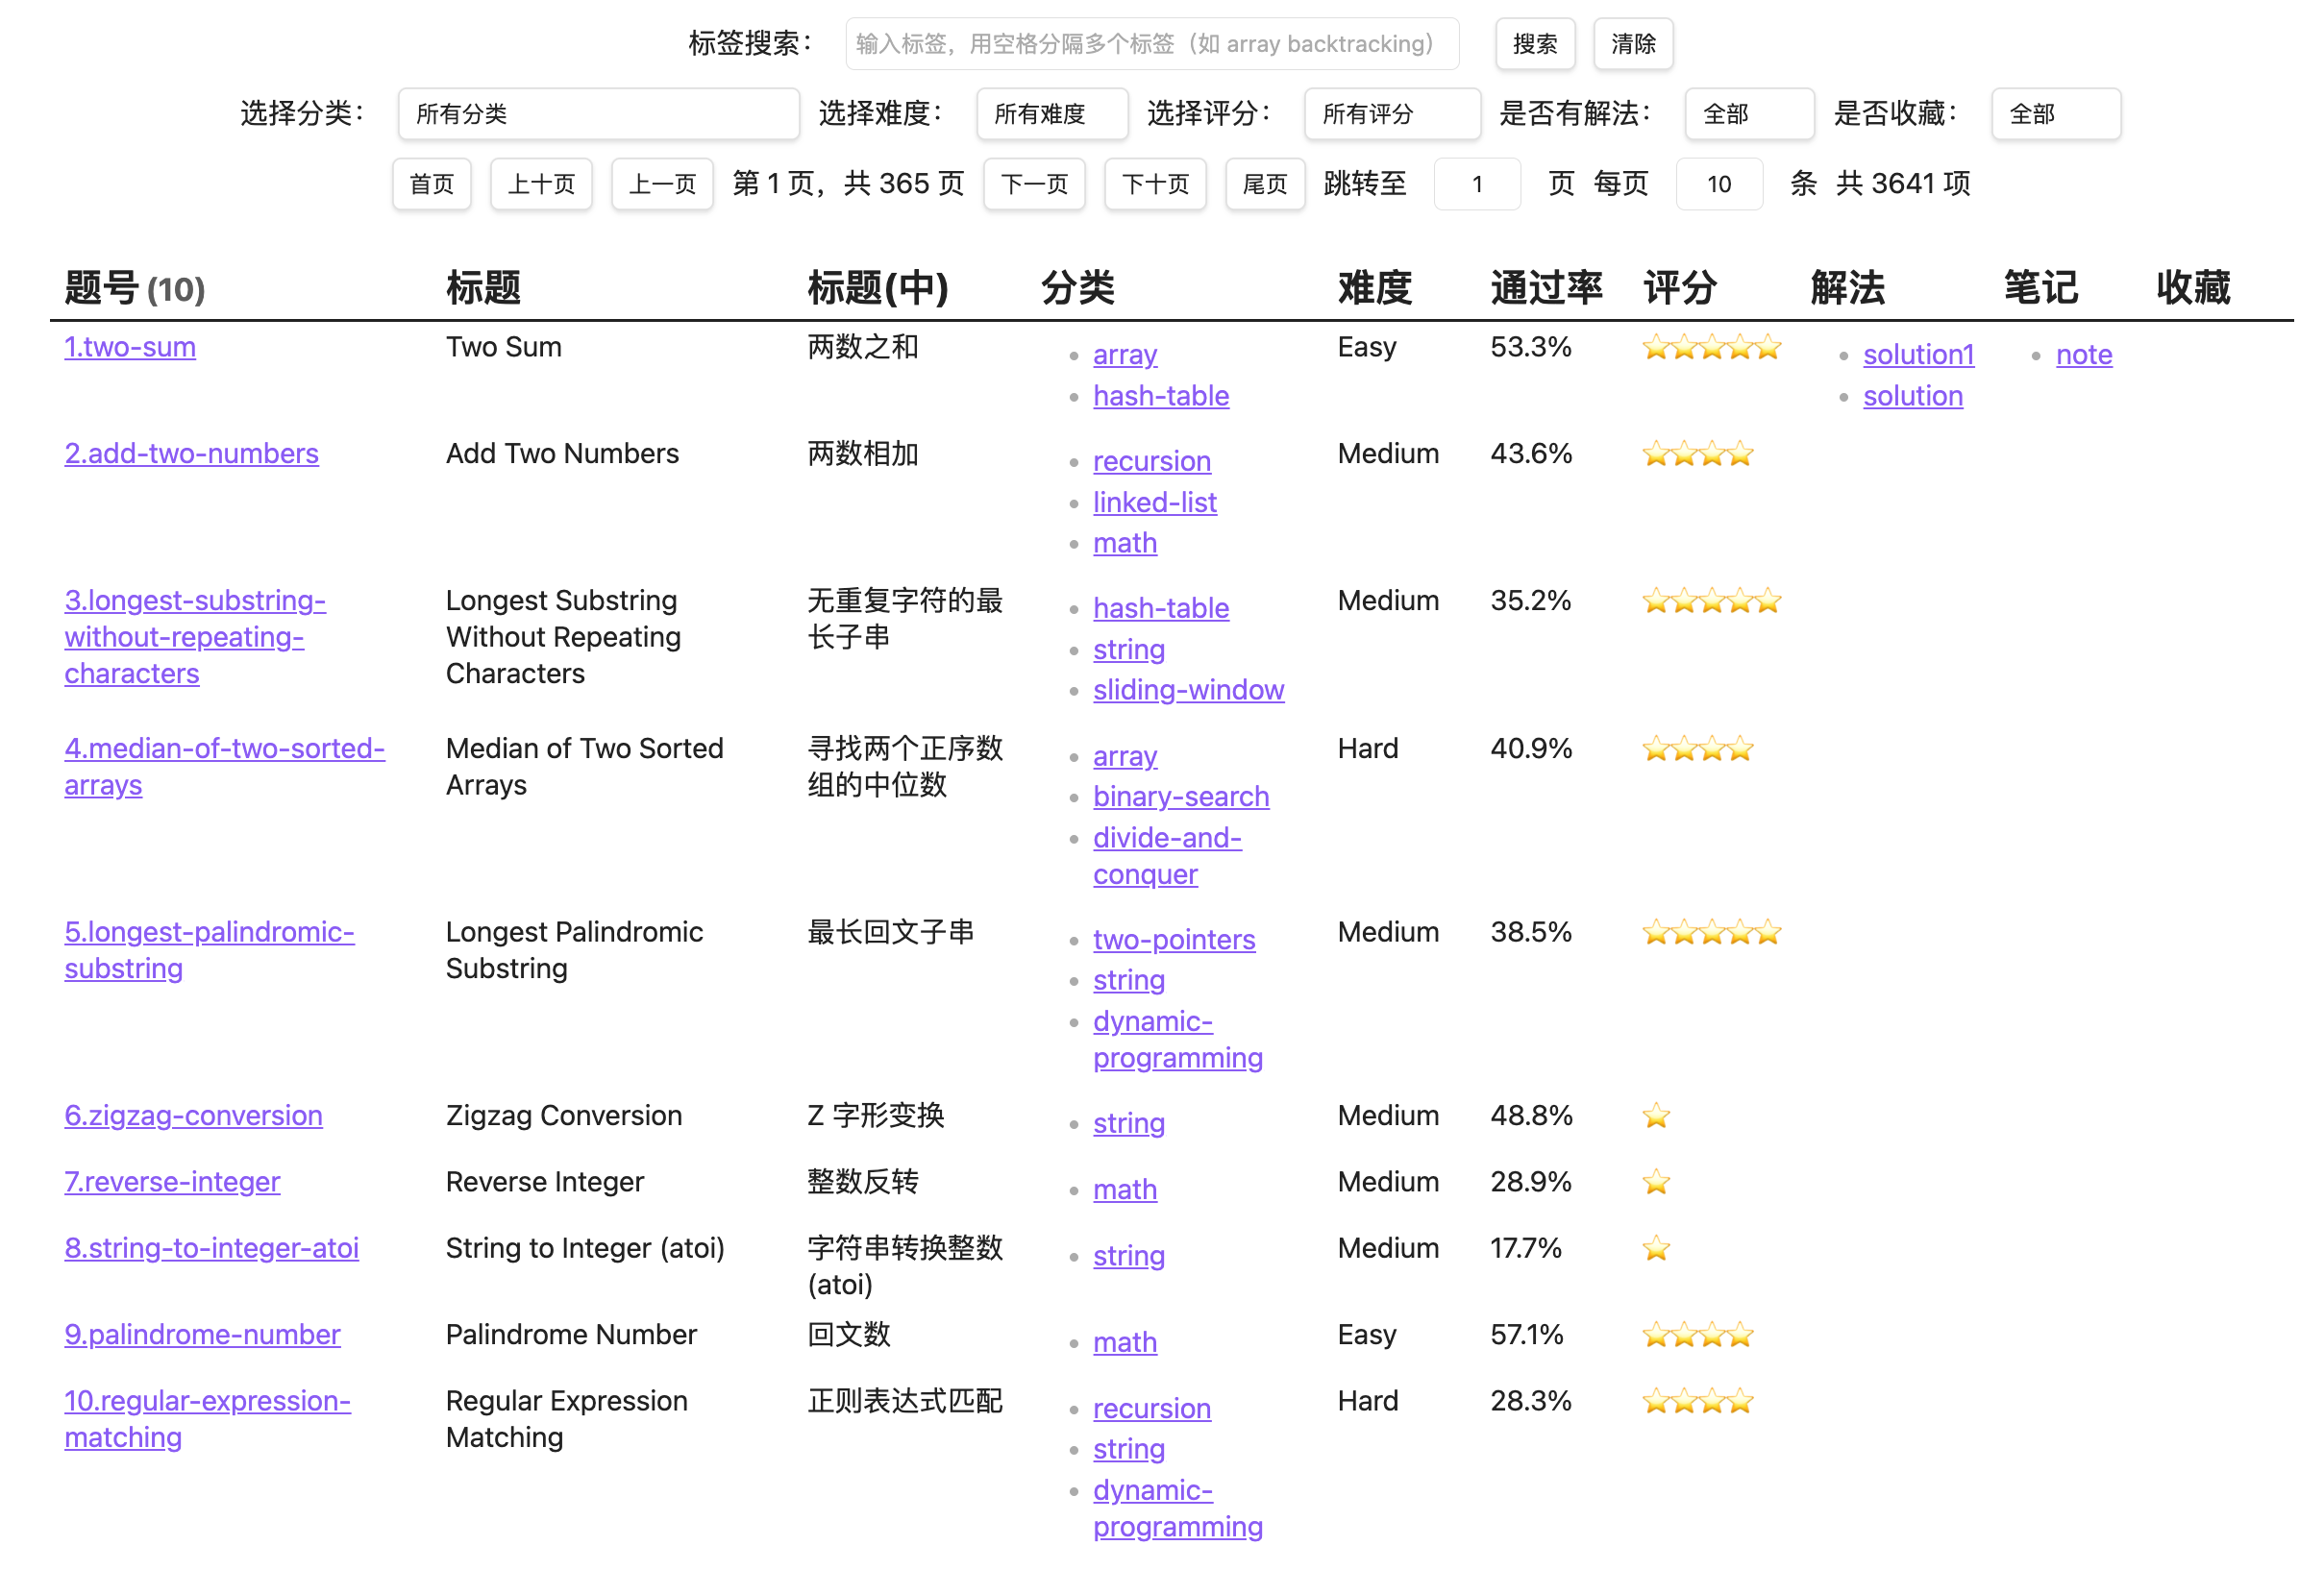 标签搜索： 输入标签，用空格分隔多个标签（如 array backtracking） 搜索 清除
选择分类： 所有分类 选择难度： 所有难度 选择评分： 所有评分 是否有解法： 全部 是否收藏： 全部
首页 上十页 上一页 第 1 页，共 365 页 下一页 下十页 尾页 跳转至 1 页 每页 10 条 共 3641 项
题号 (10) 标题 标题(中) 分类 难度 通过率 评分 解法 笔记 收藏
1.two-sum Two Sum 两数之和 array Easy 53.3% ⭐⭐⭐⭐⭐ solution1 note
hash-table solution
2.add-two-numbers Add Two Numbers 两数相加 recursion Medium 43.6% ⭐⭐⭐⭐
linked-list
math
3.longest-substring- Longest Substring 无重复字符的最 hash-table Medium 35.2% ⭐⭐⭐⭐⭐
without-repeating- Without Repeating 长子串 string
characters Characters sliding-window
4.median-of-two-sorted- Median of Two Sorted 寻找两个正序数 array Hard 40.9% ⭐⭐⭐⭐
arrays Arrays 组的中位数 binary-search
divide-and-
conquer
5.longest-palindromic- Longest Palindromic 最长回文子串 two-pointers Medium 38.5% ⭐⭐⭐⭐⭐
substring Substring string
dynamic-
programming
6.zigzag-conversion Zigzag Conversion Z 字形变换 string Medium 48.8% ⭐
7.reverse-integer Reverse Integer 整数反转 math Medium 28.9% ⭐
8.string-to-integer-atoi String to Integer (atoi) 字符串转换整数 string Medium 17.7% ⭐
(atoi)
9.palindrome-number Palindrome Number 回文数 math Easy 57.1% ⭐⭐⭐⭐
10.regular-expression- Regular Expression 正则表达式匹配 recursion Hard 28.3% ⭐⭐⭐⭐
matching Matching string
dynamic-
programming